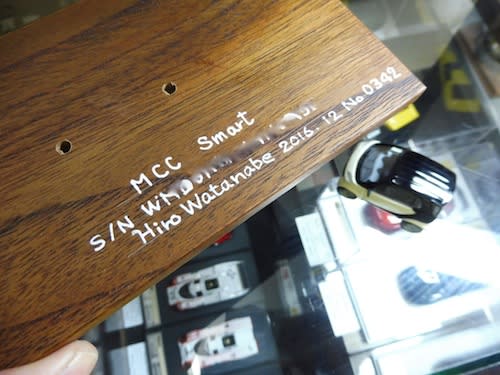 MCC Smart
S/N
Hiro Watanabe 2016.12 No 0342